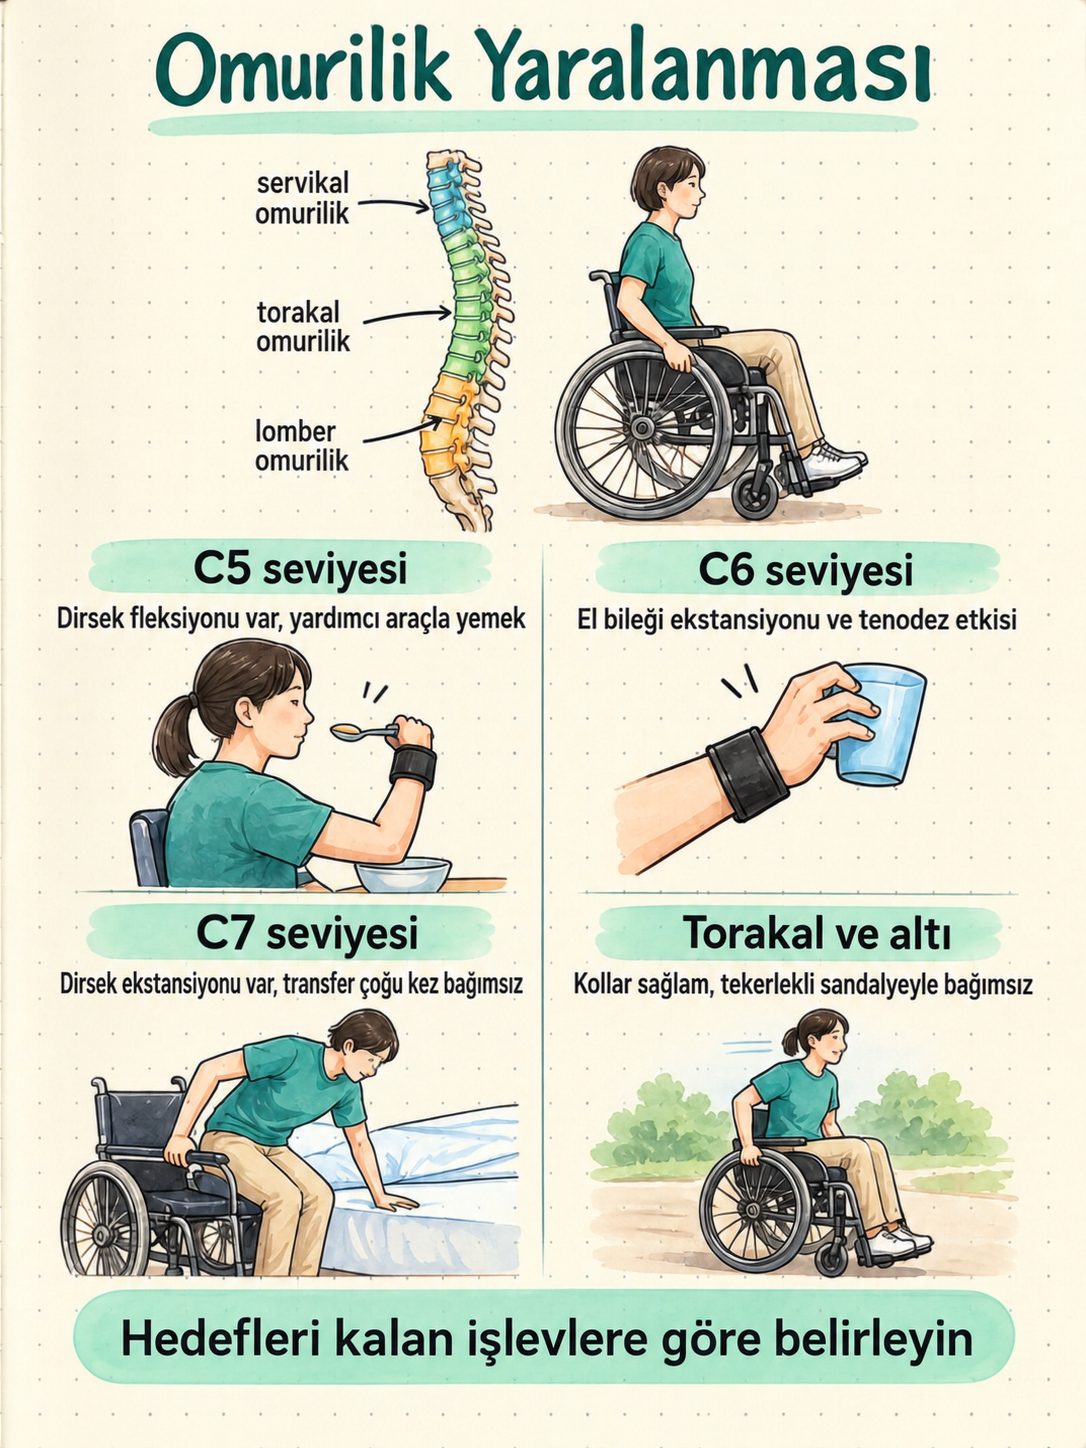 Omurilik Yaralanması
servikal
omurilik
torakal
omurilik
lomber
omurilik
C5 seviyesi
Dirsek fleksiyonu var, yardımcı araçla yemek
C6 seviyesi
El bileği ekstansiyonu ve tenodez etkisi
C7 seviyesi
Dirsek ekstansiyonu var, transfer çoğu kez bağımsız
Torakal ve altı
Kollar sağlam, tekerlekli sandalyeyle bağımsız
Hedefleri kalan işlevlere göre belirleyin